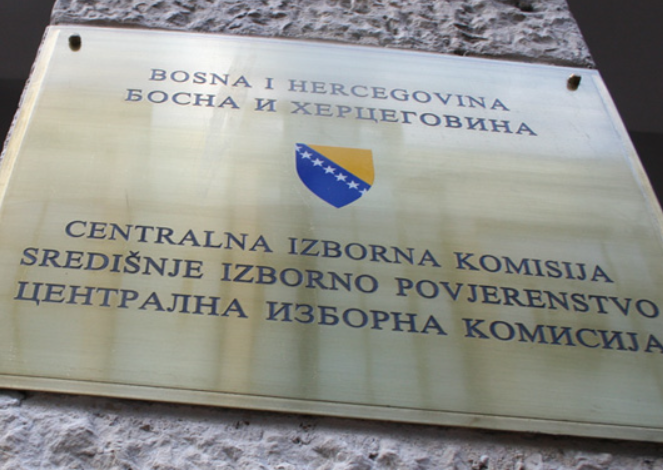 BOSNA I HERCEGOVINA
БОСНА И ХЕРЦЕГОВИНА
CENTRALNA IZBORNA KOMISIJA
SREDIŠNJE IZBORNO POVJERENSTVO
ЦЕНТРАЛНА ИЗБОРНА КОМИСИЈА